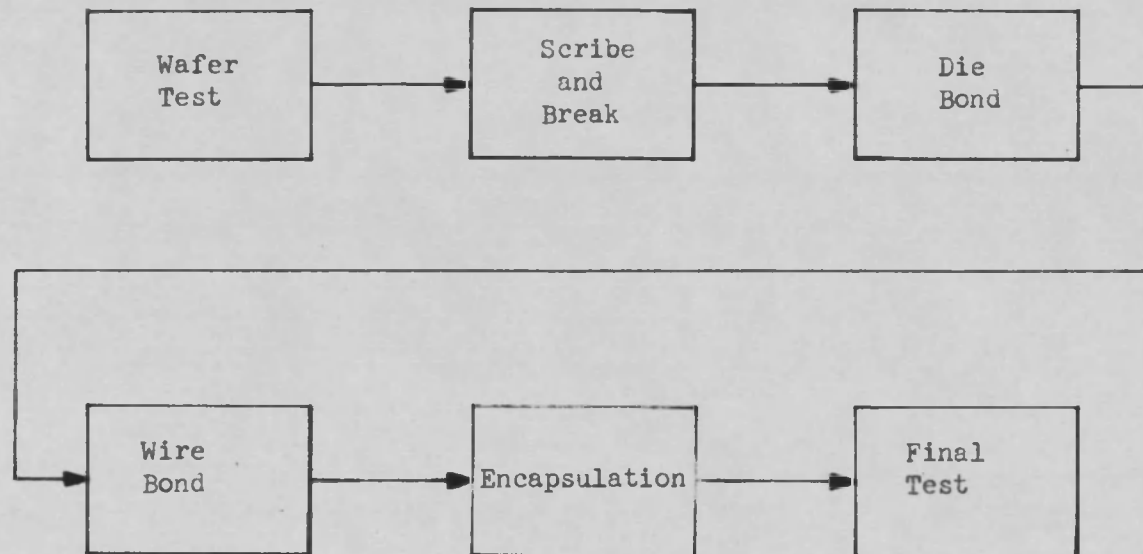 Wafer
Test
Scribe
and
Break
Die
Bond
Wire
Bond
Encapsulation
Final
Test